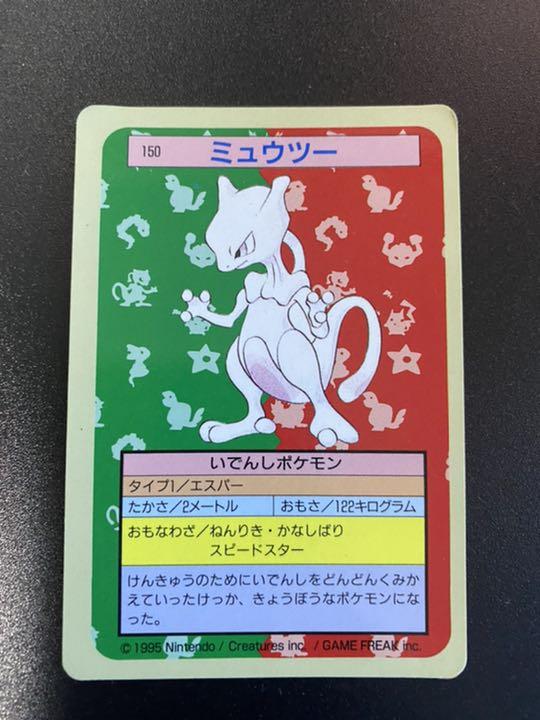 150 ミュウツー
いでんしポケモン
タイプ1/エスパー
たかさ/2メートル おもさ/122キログラム
おもなわざ/ねんりき・かなしばり
スピードスター
けんきゅうのためにいでんしをどんどんくみか
えていったけっか、きょうぼうなポケモンにな
った。
© 1995 Nintendo / Creatures inc. / GAME FREAK inc.